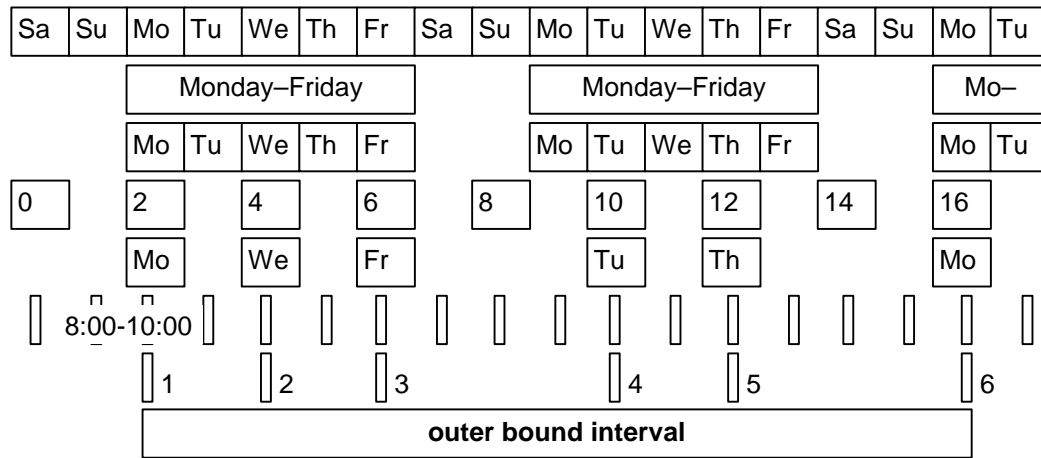 Sa Su Mo Tu We Th Fr Sa Su Mo Tu We Th Fr Sa Su Mo Tu
Monday–Friday Monday–Friday Mo–
Mo Tu We Th Fr Mo Tu We Th Fr Mo Tu
0 2 4 6 8 10 12 14 16
Mo We Fr Tu Th Mo
8:00-10:00
1 2 3 4 5 6
outer bound interval